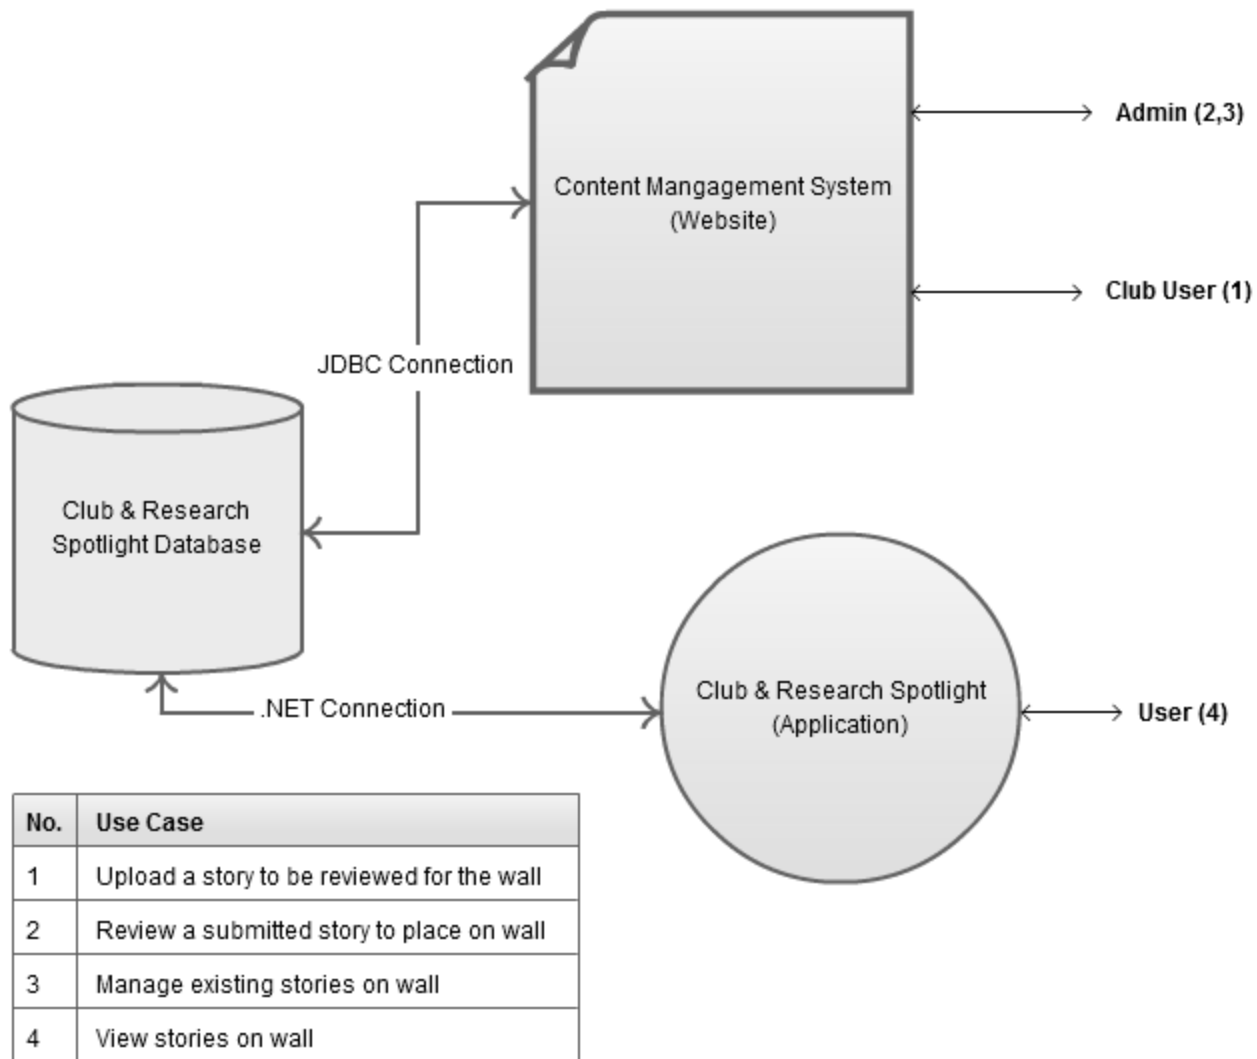 Content Mangagement System
(Website)
Admin (2,3)
Club User (1)
JDBC Connection
Club & Research
Spotlight Database
.NET Connection
Club & Research Spotlight
(Application)
User (4)
No. Use Case
1 Upload a story to be reviewed for the wall
2 Review a submitted story to place on wall
3 Manage existing stories on wall
4 View stories on wall